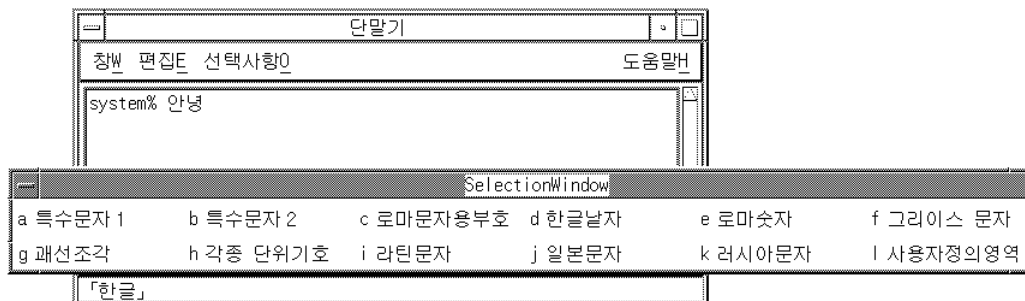 단말기
창W 편집E 선택사항O 도움말H
system% 안녕
SelectionWindow
a 특수문자 1 b 특수문자 2 c 로마문자용부호 d 한글낱자 e 로마숫자 f 그리이스 문자
g 괘선조각 h 각종 단위기호 i 라틴문자 j 일본문자 k 러시아문자 l 사용자정의영역
「한글」